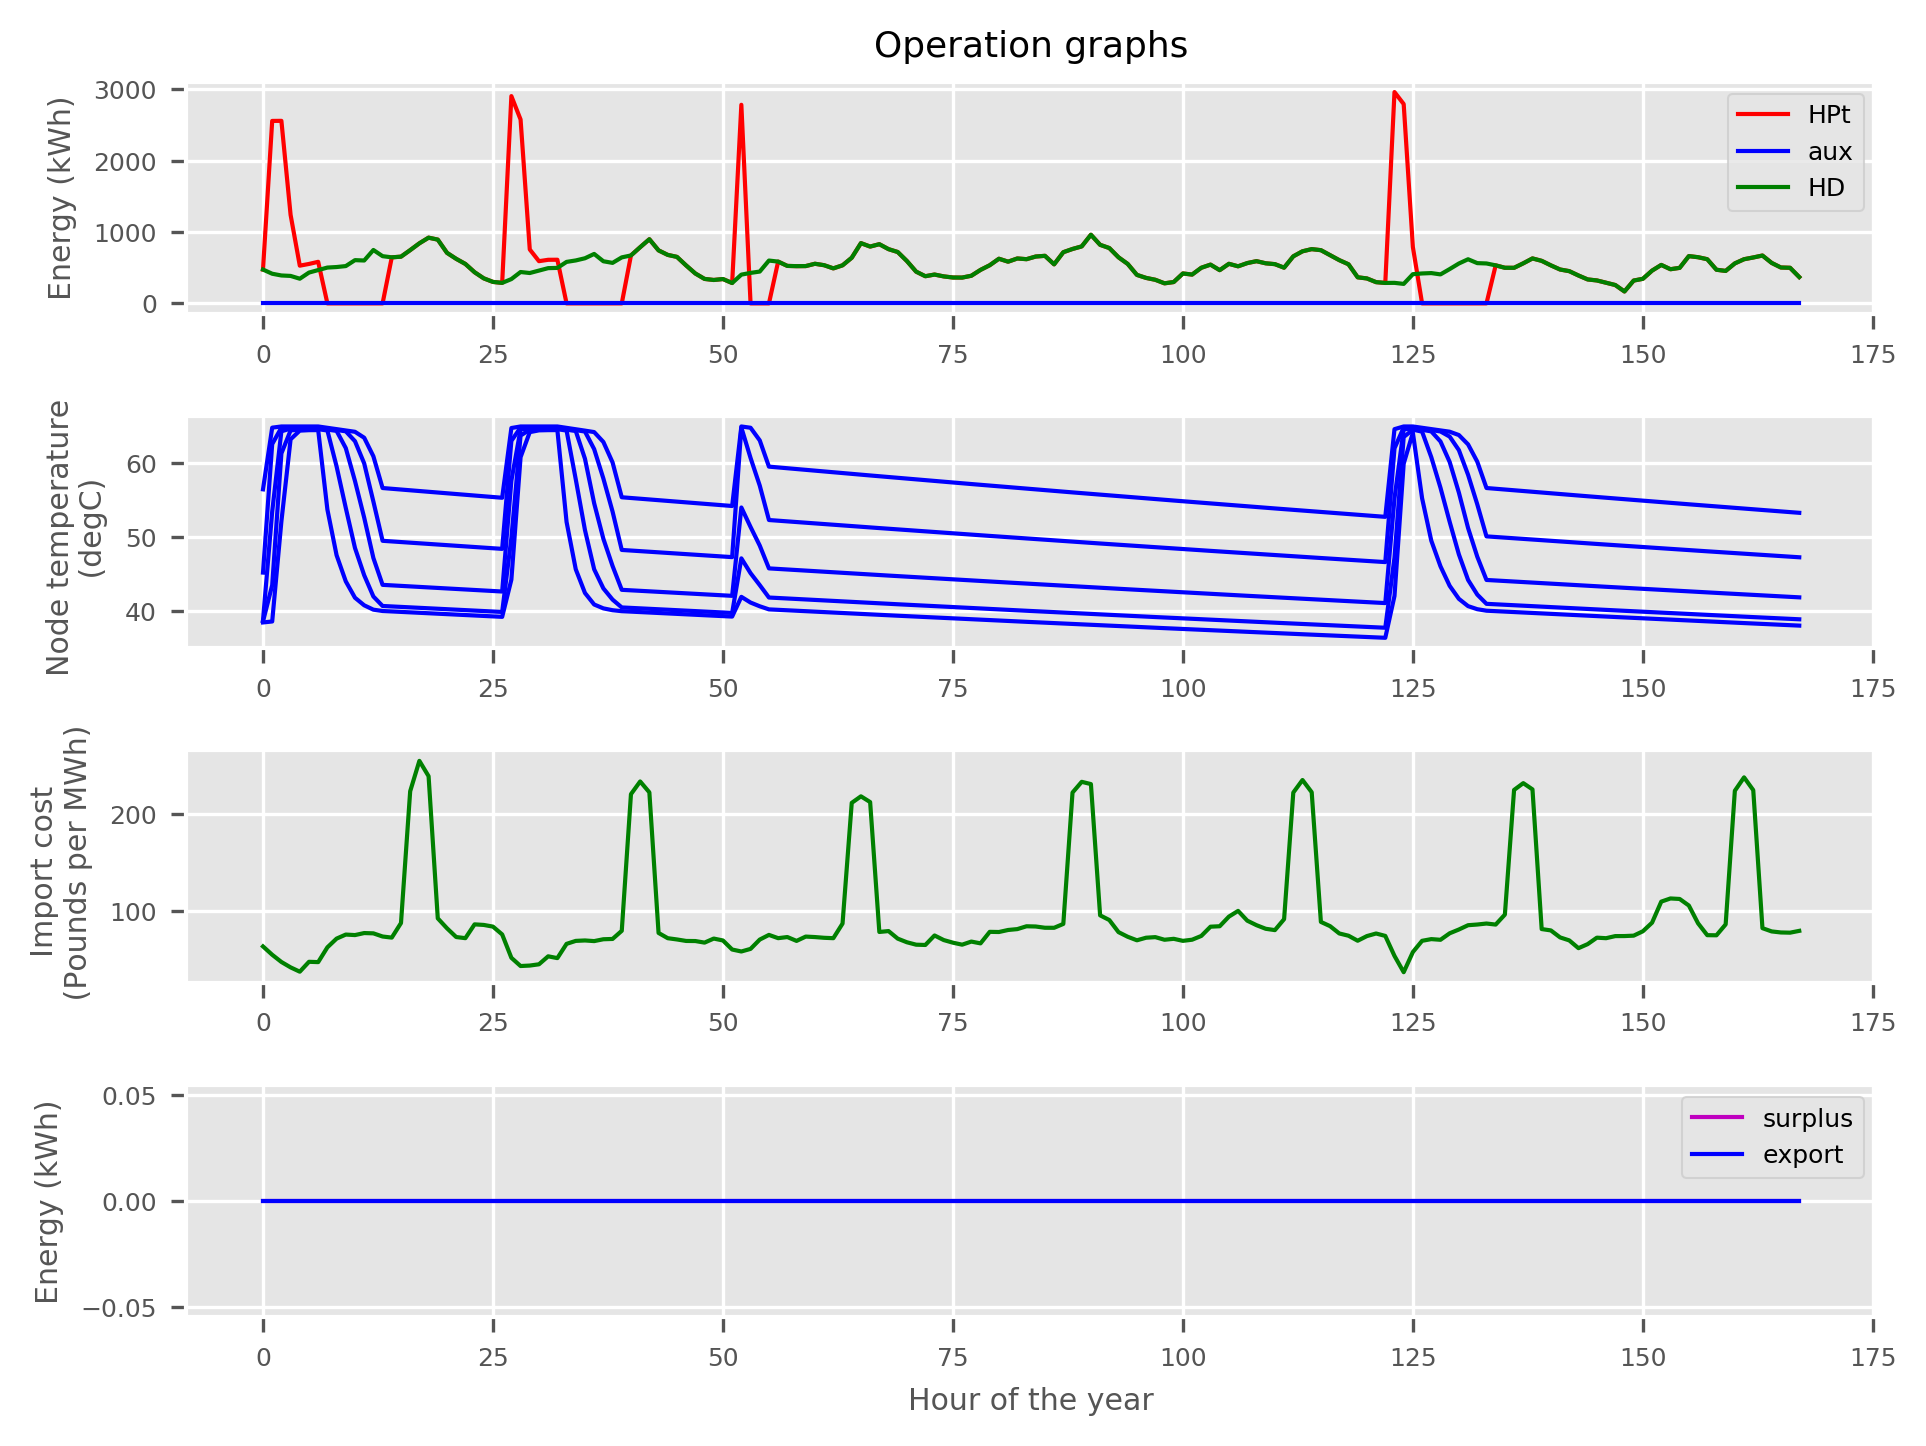 Operation graphs
Energy (kWh)
3000
2000
1000
0
HPt
aux
HD
0 25 50 75 100 125 150 175
Node temperature
(degC)
60
50
40
0 25 50 75 100 125 150 175
Import cost
(Pounds per MWh)
200
100
0 25 50 75 100 125 150 175
Energy (kWh)
0.05
0.00
−0.05
surplus
export
0 25 50 75 100 125 150 175
Hour of the year